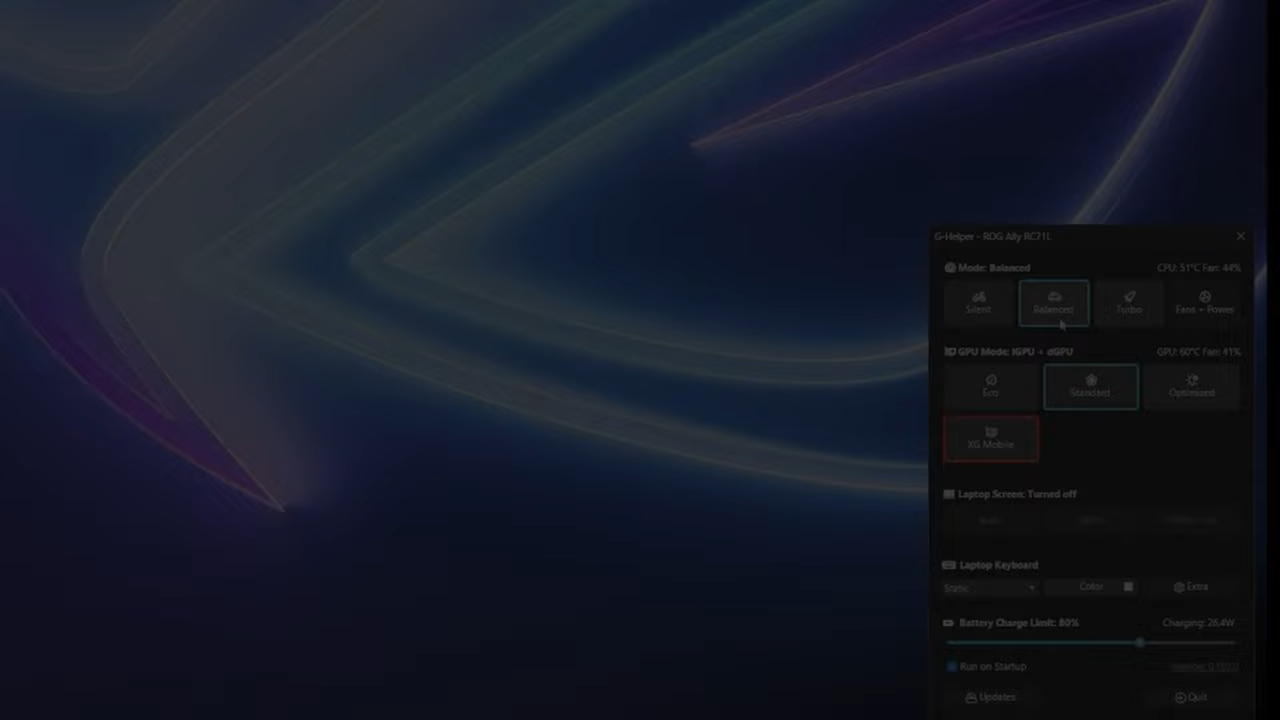 G-Helper - ROG Ally RC71L
Mode: Balanced CPU: 51°C Fan: 44%
Silent Balanced Turbo Fans + Power
GPU Mode: iGPU + dGPU GPU: 60°C Fan: 41%
Eco Standard Optimized
XG Mobile
Laptop Screen: Turned off
Laptop Keyboard
Static Color Extra
Battery Charge Limit: 80% Charging: 26,4W
Run on Startup
Updates Quit